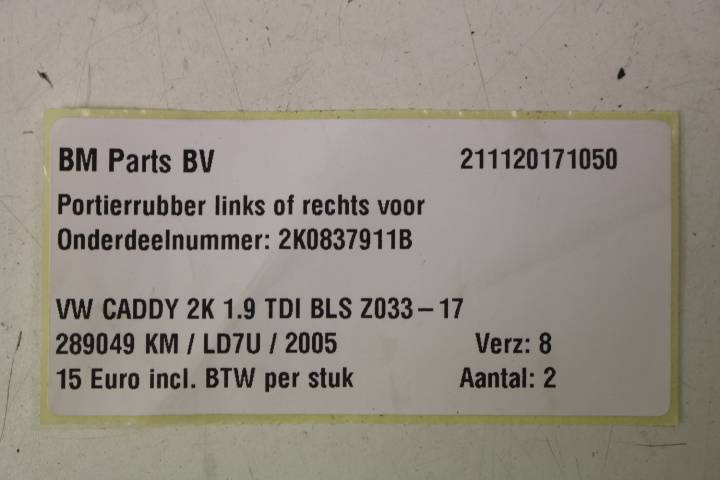 BM Parts BV 211120171050
Portierrubber links of rechts voor
Onderdeelnummer: 2K0837911B
VW CADDY 2K 1.9 TDI BLS Z033-17
289049 KM / LD7U / 2005 Verz: 8
15 Euro incl. BTW per stuk Aantal: 2